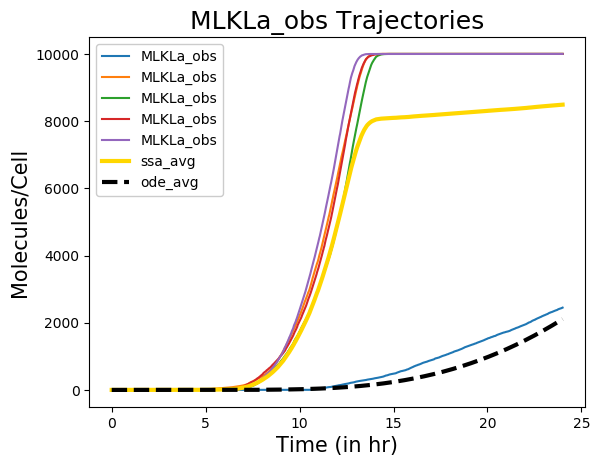 MLKLa_obs Trajectories
MLKLa_obs
MLKLa_obs
MLKLa_obs
MLKLa_obs
MLKLa_obs
ssa_avg
ode_avg
Molecules/Cell
10000
8000
6000
4000
2000
0
0 5 10 15 20 25
Time (in hr)